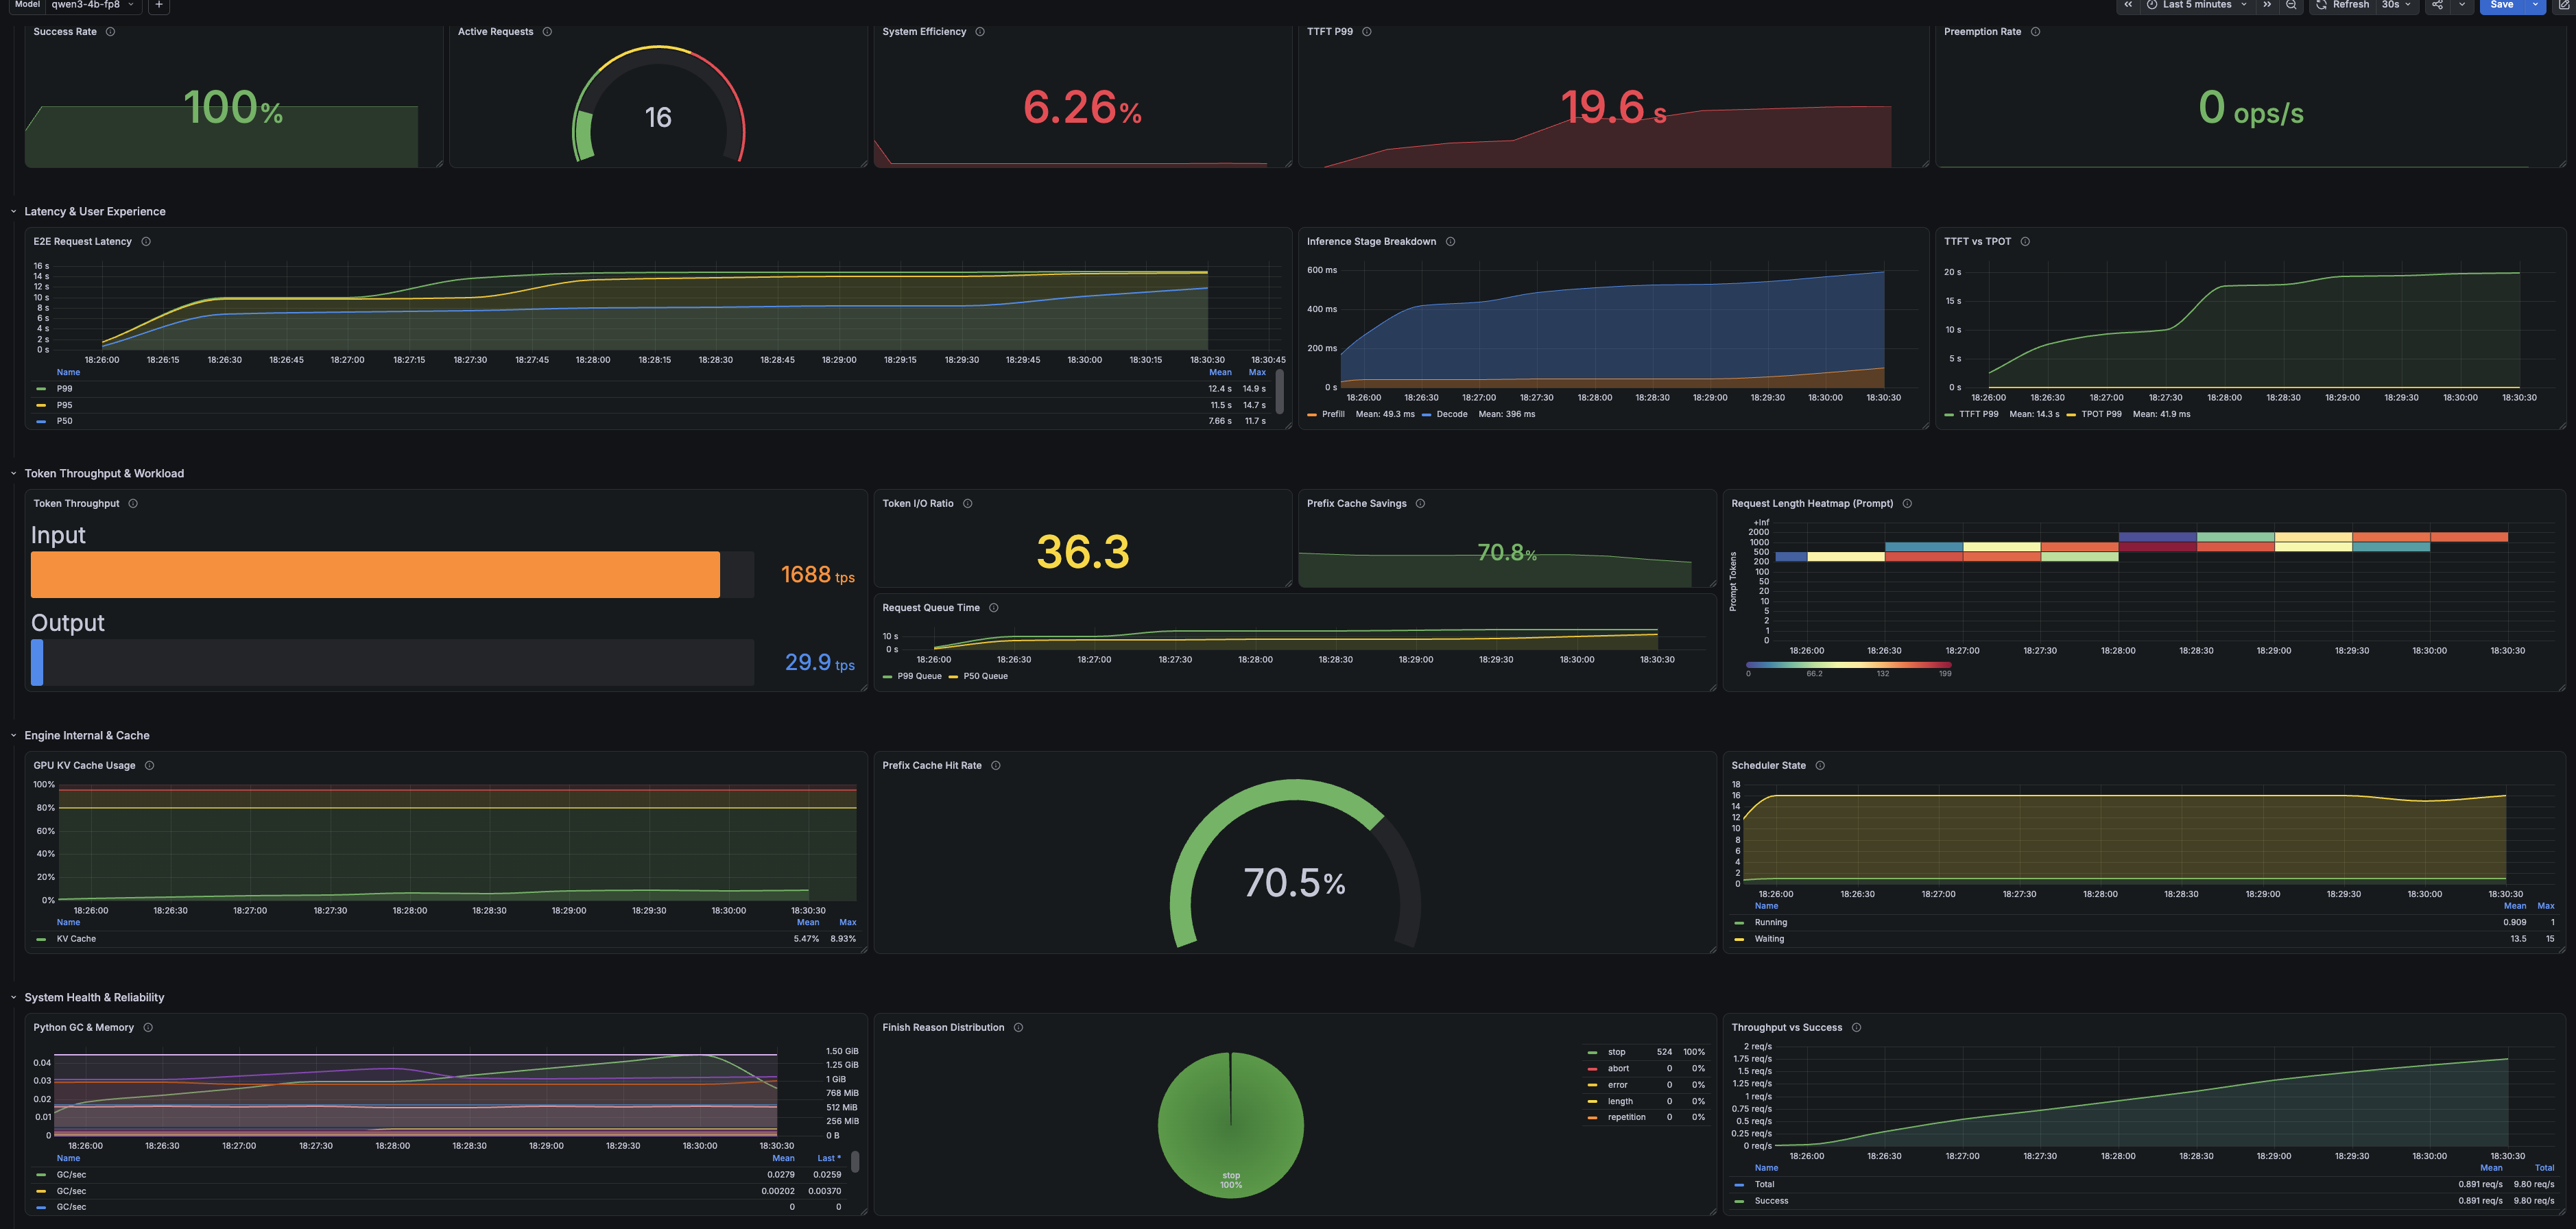 Model qwen3-4b-fp8 +
Last 5 minutes Refresh 30s Save
Success Rate
100%
Active Requests
16
System Efficiency
6.26%
TTFT P99
19.6 s
Preemption Rate
0 ops/s
Latency & User Experience
E2E Request Latency
16 s
14 s
12 s
10 s
8 s
6 s
4 s
2 s
0 s
18:26:00 18:26:15 18:26:30 18:26:45 18:27:00 18:27:15 18:27:30 18:27:45 18:28:00 18:28:15 18:28:30 18:28:45 18:29:00 18:29:15 18:29:30 18:29:45 18:30:00 18:30:15 18:30:30 18:30:45
Name Mean Max
P99 12.4 s 14.9 s
P95 11.5 s 14.7 s
P50 7.66 s 11.7 s
Inference Stage Breakdown
600 ms
400 ms
200 ms
0 s
18:26:00 18:26:30 18:27:00 18:27:30 18:28:00 18:28:30 18:29:00 18:29:30 18:30:00 18:30:30
Prefill Mean: 49.3 ms Decode Mean: 396 ms
TTFT vs TPOT
20 s
15 s
10 s
5 s
0 s
18:26:00 18:26:30 18:27:00 18:27:30 18:28:00 18:28:30 18:29:00 18:29:30 18:30:00 18:30:30
TTFT P99 Mean: 14.3 s TPOT P99 Mean: 41.9 ms
Token Throughput & Workload
Token Throughput
Input
1688 tps
Output
29.9 tps
Token I/O Ratio
36.3
Prefix Cache Savings
70.8%
Request Queue Time
10 s
0 s
18:26:00 18:26:30 18:27:00 18:27:30 18:28:00 18:28:30 18:29:00 18:29:30 18:30:00 18:30:30
P99 Queue P50 Queue
Request Length Heatmap (Prompt)
Prompt Tokens
+Inf
2000
1000
500
200
100
50
20
10
5
2
1
0
18:26:00 18:26:30 18:27:00 18:27:30 18:28:00 18:28:30 18:29:00 18:29:30 18:30:00 18:30:30
0 66.2 132 199
Engine Internal & Cache
GPU KV Cache Usage
100%
80%
60%
40%
20%
0%
18:26:00 18:26:30 18:27:00 18:27:30 18:28:00 18:28:30 18:29:00 18:29:30 18:30:00 18:30:30
Name Mean Max
KV Cache 5.47% 8.93%
Prefix Cache Hit Rate
70.5%
Scheduler State
18
16
14
12
10
8
6
4
2
0
18:26:00 18:26:30 18:27:00 18:27:30 18:28:00 18:28:30 18:29:00 18:29:30 18:30:00 18:30:30
Name Mean Max
Running 0.909 1
Waiting 13.5 15
System Health & Reliability
Python GC & Memory
0.04
0.03
0.02
0.01
0
1.50 GiB
1.25 GiB
1 GiB
768 MiB
512 MiB
256 MiB
0 B
18:26:00 18:26:30 18:27:00 18:27:30 18:28:00 18:28:30 18:29:00 18:29:30 18:30:00 18:30:30
Name Mean Last *
GC/sec 0.0279 0.0259
GC/sec 0.00202 0.00370
GC/sec 0 0
Finish Reason Distribution
stop
100%
stop 524 100%
abort 0 0%
error 0 0%
length 0 0%
repetition 0 0%
Throughput vs Success
2 req/s
1.75 req/s
1.5 req/s
1.25 req/s
1 req/s
0.75 req/s
0.5 req/s
0.25 req/s
0 req/s
18:26:00 18:26:30 18:27:00 18:27:30 18:28:00 18:28:30 18:29:00 18:29:30 18:30:00 18:30:30
Name Mean Total
Total 0.891 req/s 9.80 req/s
Success 0.891 req/s 9.80 req/s